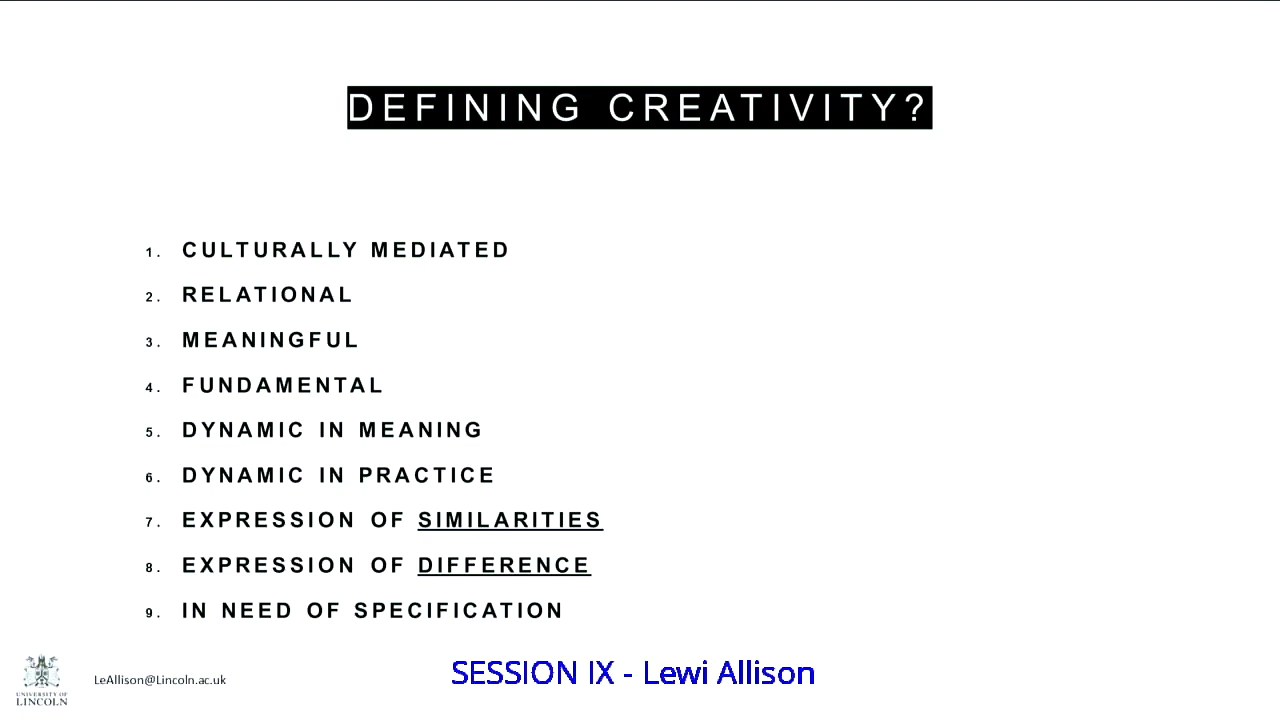 DEFINING CREATIVITY?
1. CULTURALLY MEDIATED
2. RELATIONAL
3. MEANINGFUL
4. FUNDAMENTAL
5. DYNAMIC IN MEANING
6. DYNAMIC IN PRACTICE
7. EXPRESSION OF SIMILARITIES
8. EXPRESSION OF DIFFERENCE
9. IN NEED OF SPECIFICATION
UNIVERSITY OF
LINCOLN
LeAllison@Lincoln.ac.uk
SESSION IX - Lewi Allison